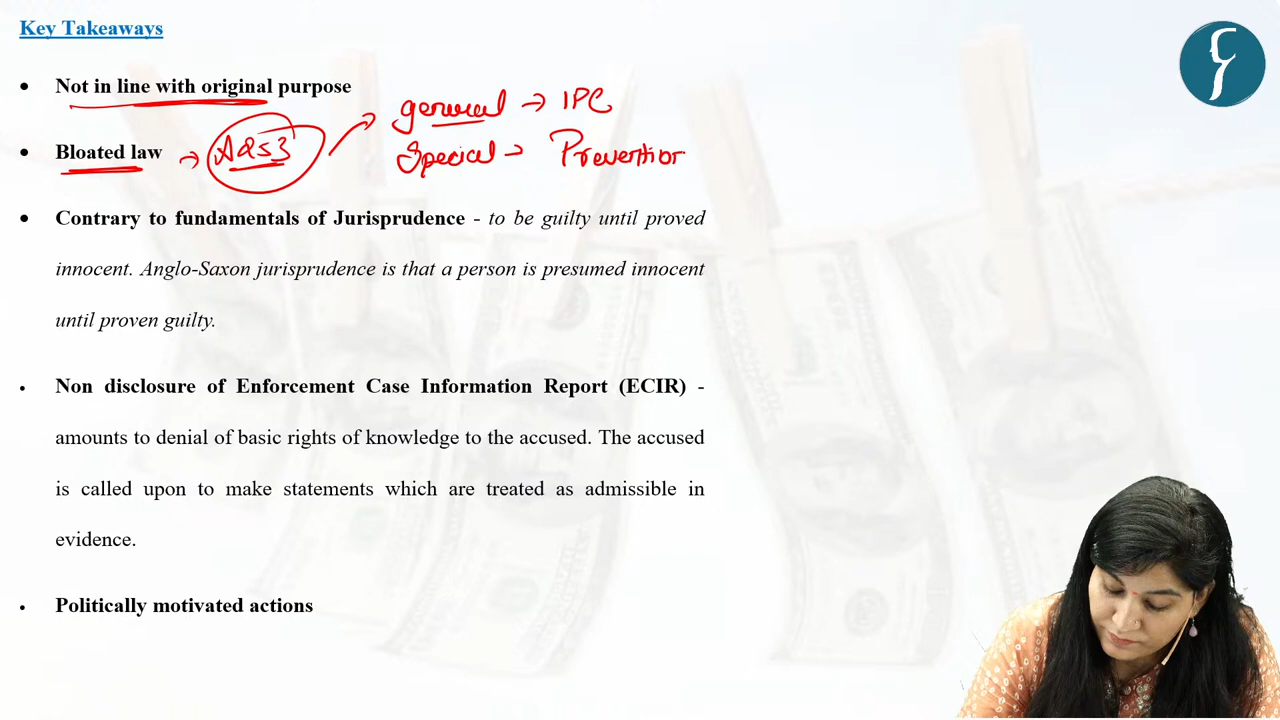 Key Takeaways
• Not in line with original purpose
general → IPC
• Bloated law → A253
Special → Prevention
• Contrary to fundamentals of Jurisprudence - to be guilty until proved
innocent. Anglo-Saxon jurisprudence is that a person is presumed innocent
until proven guilty.
• Non disclosure of Enforcement Case Information Report (ECIR) -
amounts to denial of basic rights of knowledge to the accused. The accused
is called upon to make statements which are treated as admissible in
evidence.
• Politically motivated actions